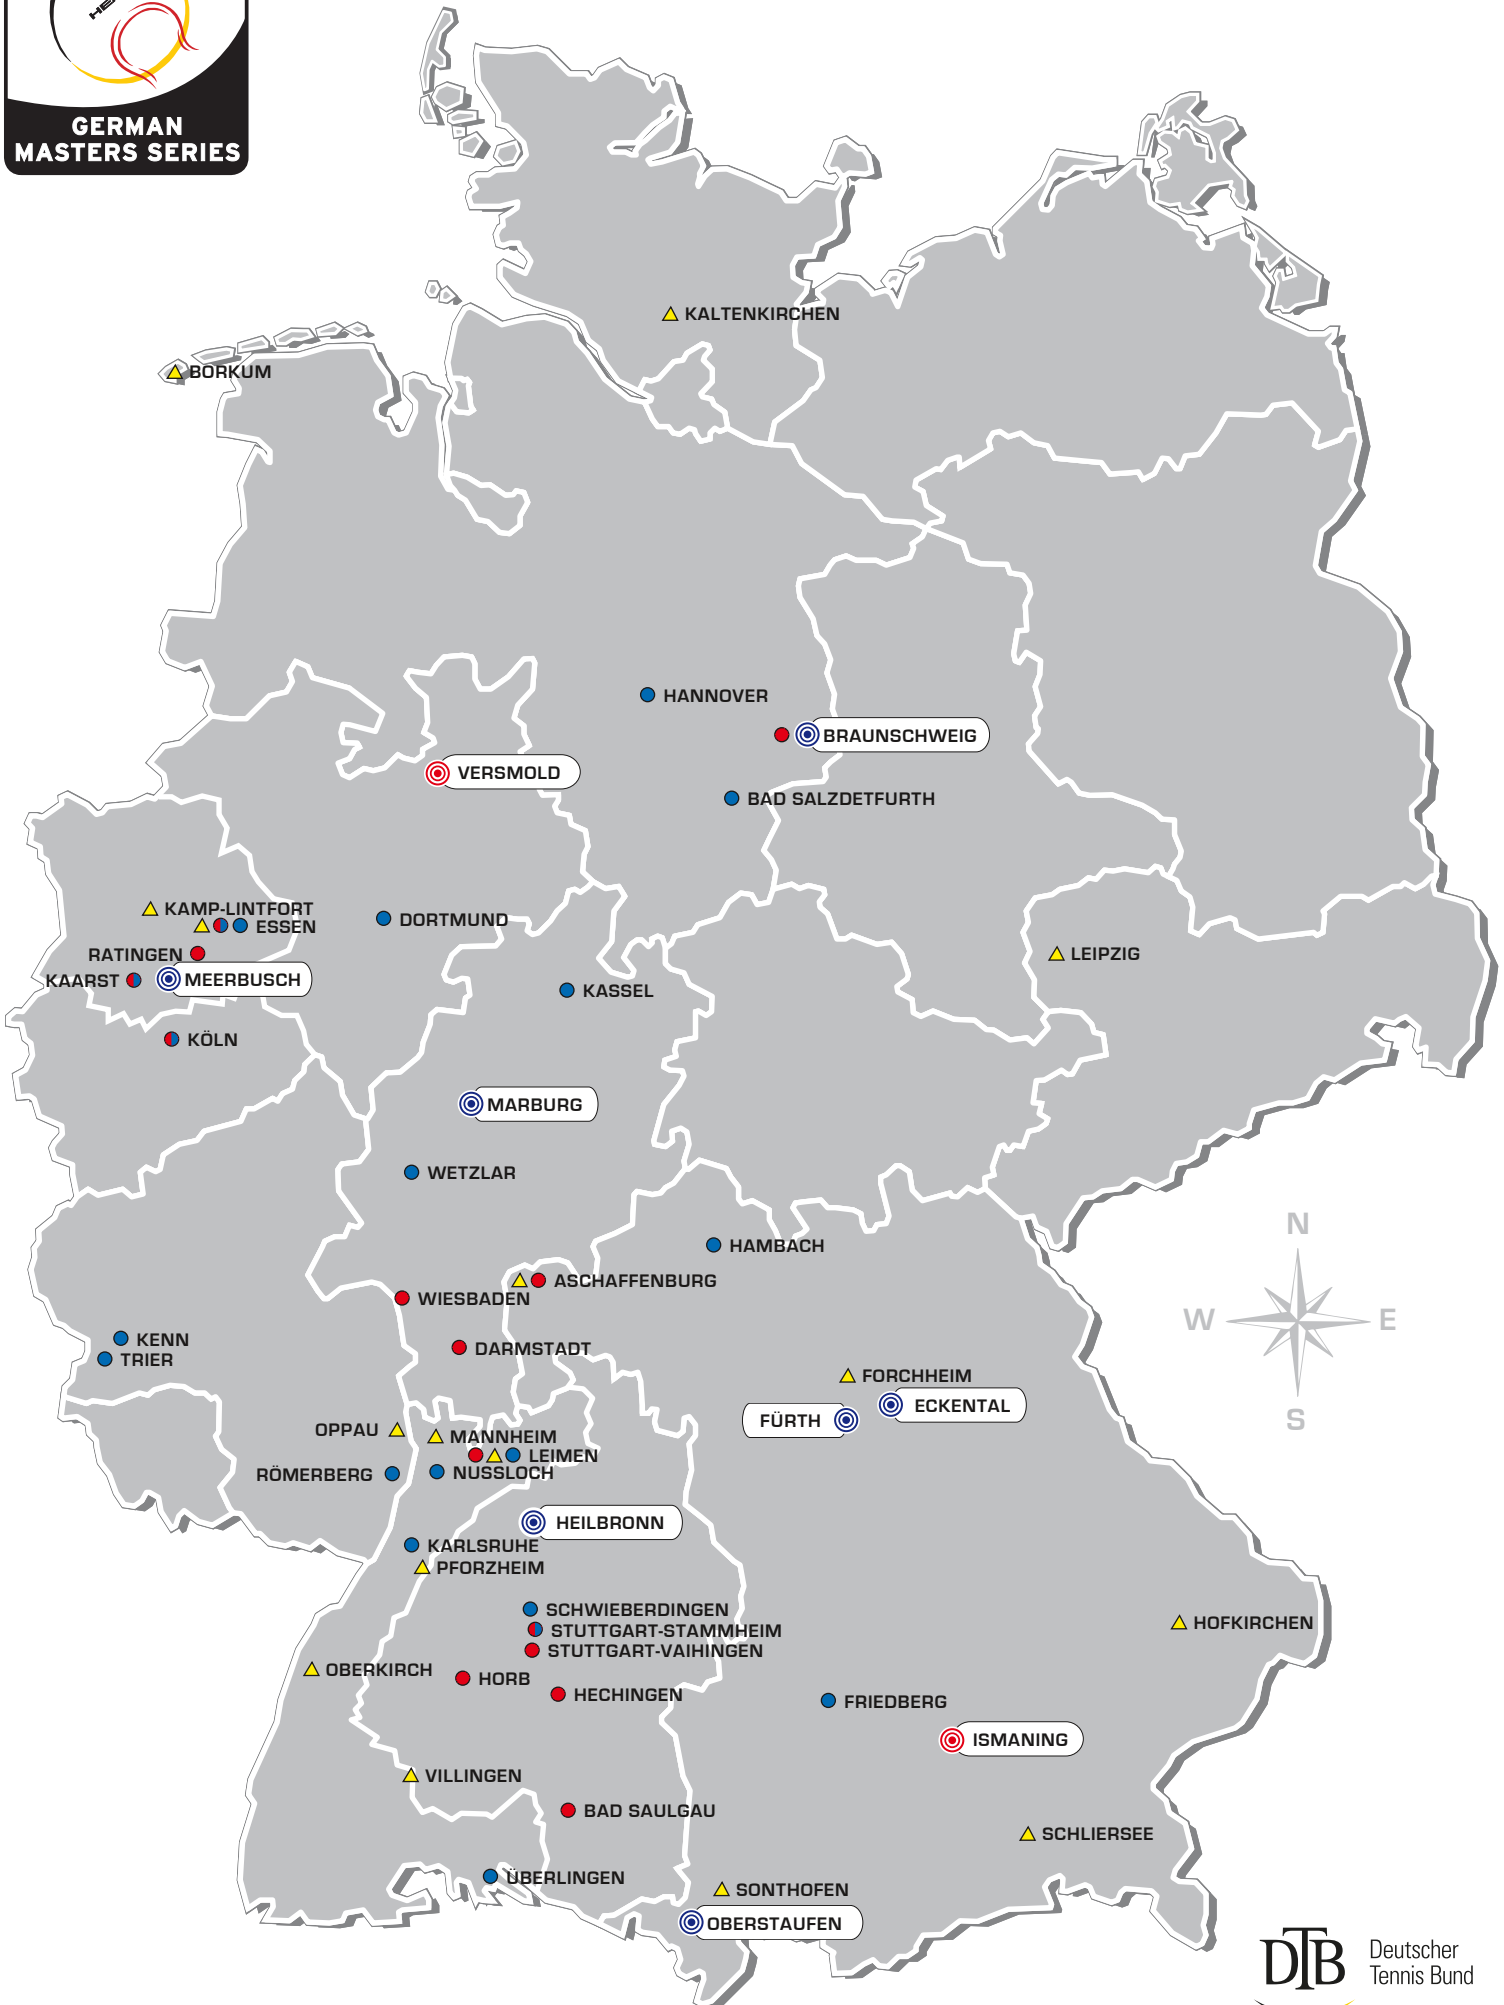 GERMAN
MASTERS SERIES
KALTENKIRCHEN
BORKUM
HANNOVER
BRAUNSCHWEIG
VERSMOLD
BAD SALZDETFURTH
KAMP-LINTFORT
ESSEN
DORTMUND
RATINGEN
LEIPZIG
KAARST
MEERBUSCH
KASSEL
KÖLN
MARBURG
WETZLAR
N
HAMBACH
ASCHAFFENBURG
WIESBADEN
W
E
KENN
DARMSTADT
TRIER
FORCHHEIM
ECKENTAL
FÜRTH
S
OPPAU
MANNHEIM
LEIMEN
RÖMERBERG
NUSSLOCH
HEILBRONN
KARLSRUHE
PFORZHEIM
SCHWIEBERDINGEN
HOFKIRCHEN
STUTTGART-STAMMHEIM
STUTTGART-VAIHINGEN
OBERKIRCH
HORB
HECHINGEN
FRIEDBERG
ISMANING
VILLINGEN
BAD SAULGAU
SCHLIERSEE
ÜBERLINGEN
SONTHOFEN
OBERSTAUFEN
DTB
Deutscher
Tennis Bund